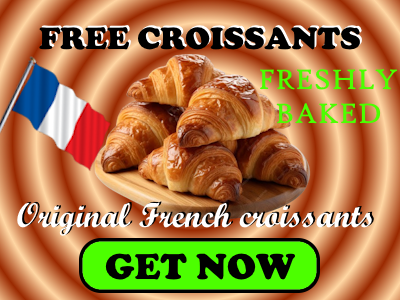 FREE CROISSANTS
FRESHLY
BAKED
Original French croissants
GET NOW